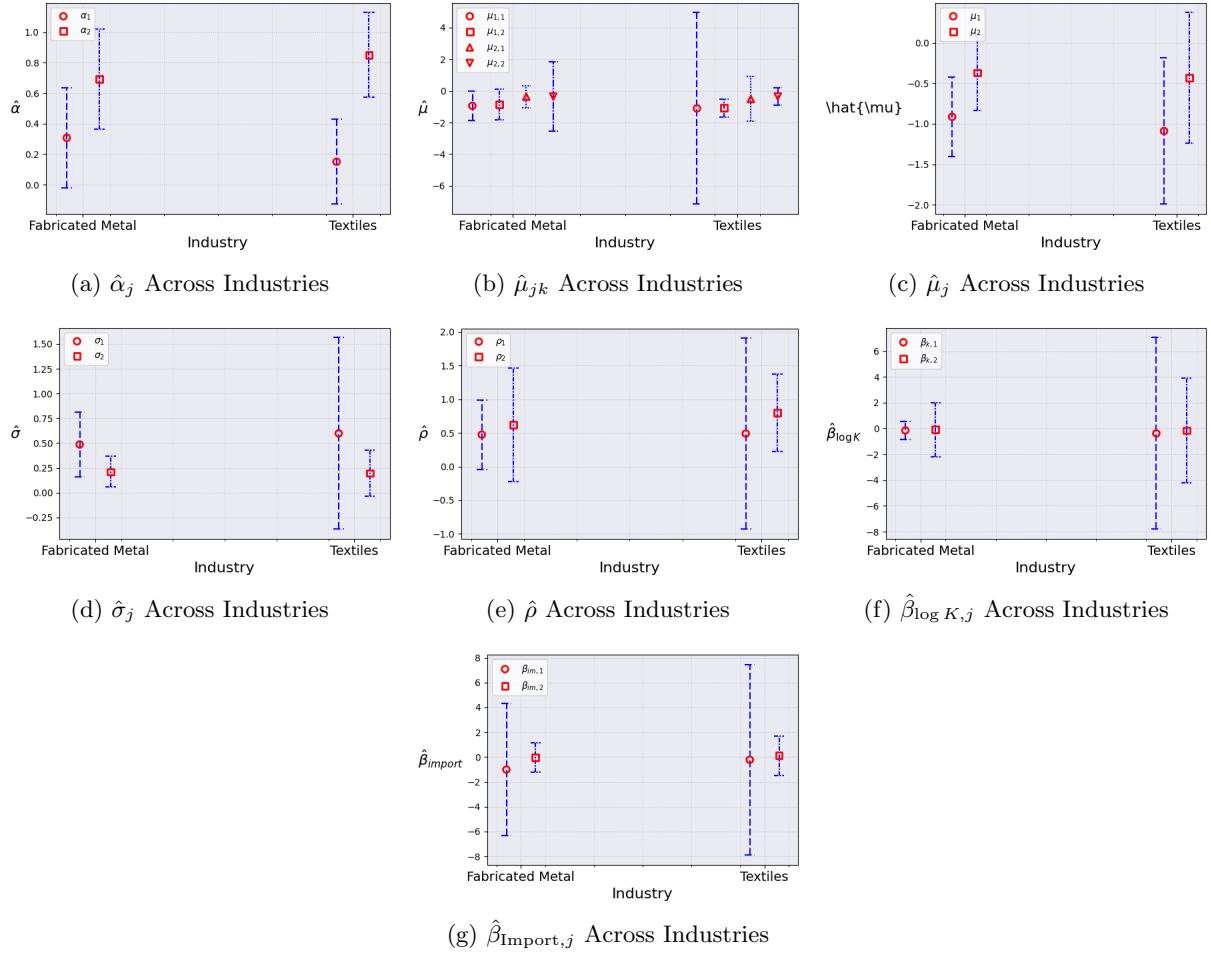 α₁
α₂
1.0
0.8
0.6
0.4
0.2
0.0
α̂
Fabricated Metal
Textiles
Industry
(a) α̂ⱼ Across Industries
μ₁,₁
μ₁,₂
μ₂,₁
μ₂,₂
4
2
0
−2
−4
−6
μ̂
Fabricated Metal
Textiles
Industry
(b) μ̂ⱼₖ Across Industries
μ₁
μ₂
0.0
−0.5
−1.0
−1.5
−2.0
\hat{\mu}
Fabricated Metal
Textiles
Industry
(c) μ̂ⱼ Across Industries
σ₁
σ₂
1.50
1.25
1.00
0.75
0.50
0.25
0.00
−0.25
σ̂
Fabricated Metal
Textiles
Industry
(d) σ̂ⱼ Across Industries
ρ₁
ρ₂
2.0
1.5
1.0
0.5
0.0
−0.5
−1.0
ρ̂
Fabricated Metal
Textiles
Industry
(e) ρ̂ Across Industries
βₖ,₁
βₖ,₂
6
4
2
0
−2
−4
−6
−8
β̂_{log K}
Fabricated Metal
Textiles
Industry
(f) β̂_{log K,j} Across Industries
β_{im,1}
β_{im,2}
8
6
4
2
0
−2
−4
−6
−8
β̂_{import}
Fabricated Metal
Textiles
Industry
(g) β̂_{Import,j} Across Industries